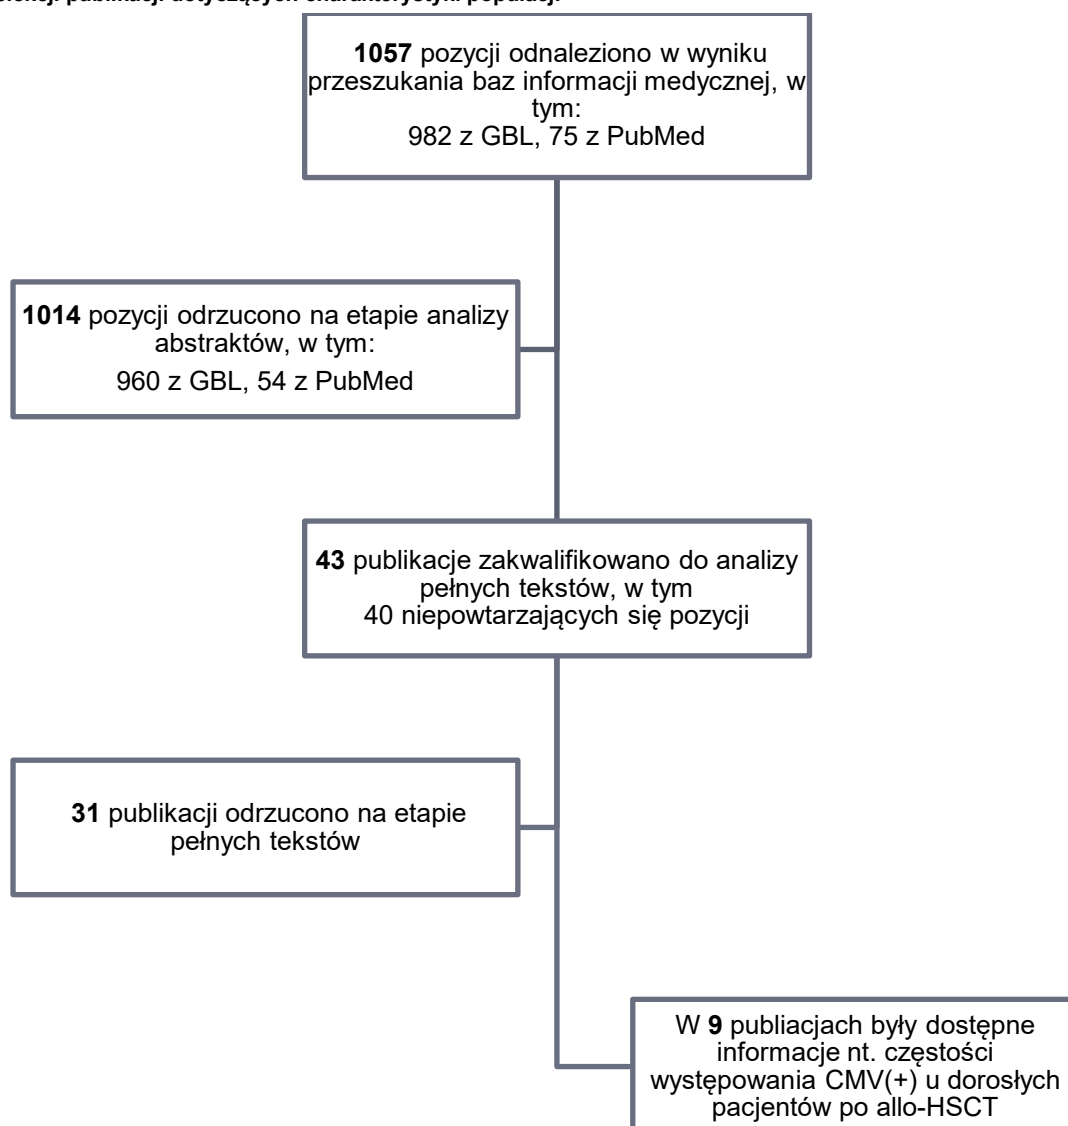 1057 pozycji odnaleziono w wyniku
przeszukania baz informacji medycznej, w
tym:
982 z GBL, 75 z PubMed
1014 pozycji odrzucono na etapie analizy
abstraktów, w tym:
960 z GBL, 54 z PubMed
43 publikacje zakwalifikowano do analizy
pełnych tekstów, w tym
40 niepowtarzających się pozycji
31 publikacji odrzucono na etapie
pełnych tekstów
W 9 publiacjach były dostępne
informacje nt. częstości
występowania CMV(+) u dorosłych
pacjentów po allo-HSCT